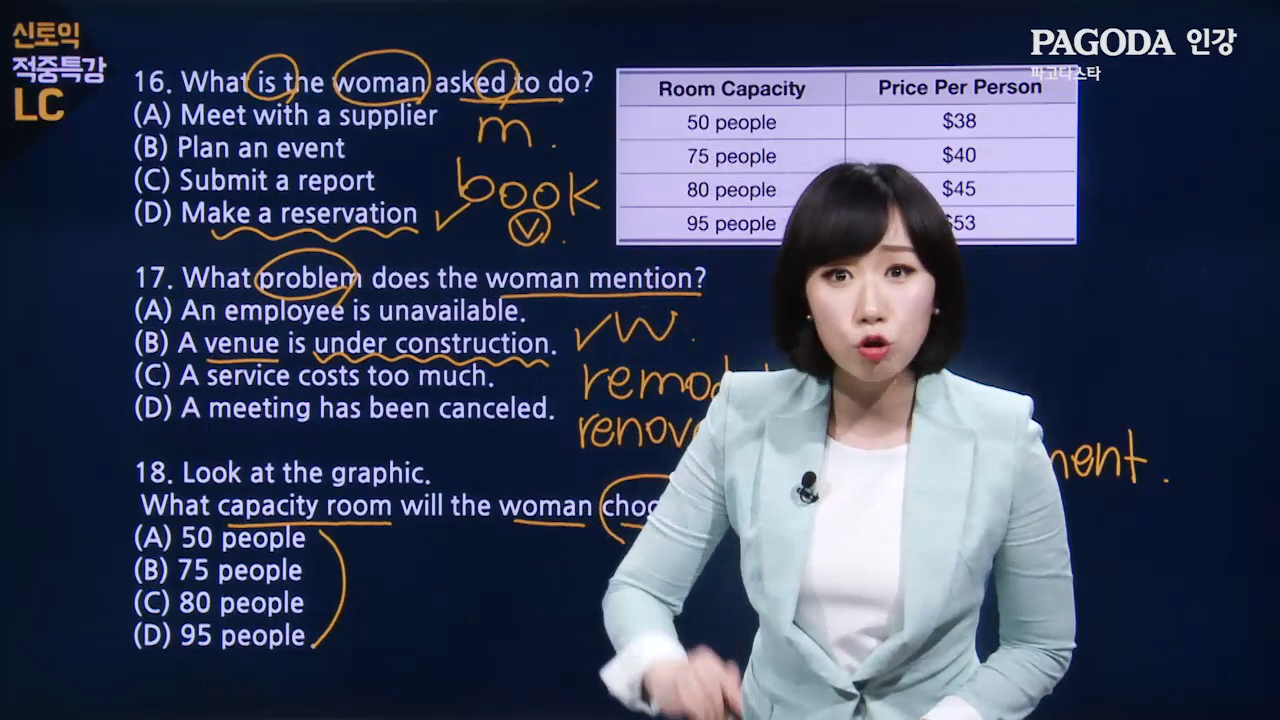 신토익
적중특강
LC
PAGODA 인강
파고다스타
16. What is the woman asked to do?
(A) Meet with a supplier
(B) Plan an event
(C) Submit a report
(D) Make a reservation
m.
book
V
Room Capacity Price Per Person
50 people $38
75 people $40
80 people $45
95 people $53
17. What problem does the woman mention?
(A) An employee is unavailable.
(B) A venue is under construction.
(C) A service costs too much.
(D) A meeting has been canceled.
W.
18. Look at the graphic.
What capacity room will the woman
(A) 50 people
(B) 75 people
(C) 80 people
(D) 95 people